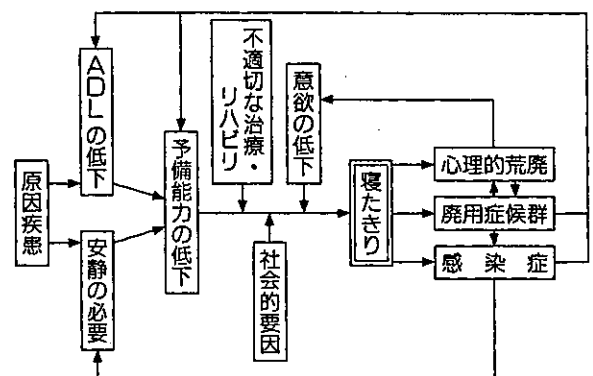 原因疾患
ADLの低下
安静の必要
予備能力の低下
不適切な治療・
リハビリ
社会的要因
意欲の低下
寝たきり
心理的荒廃
廃用症候群
感染症